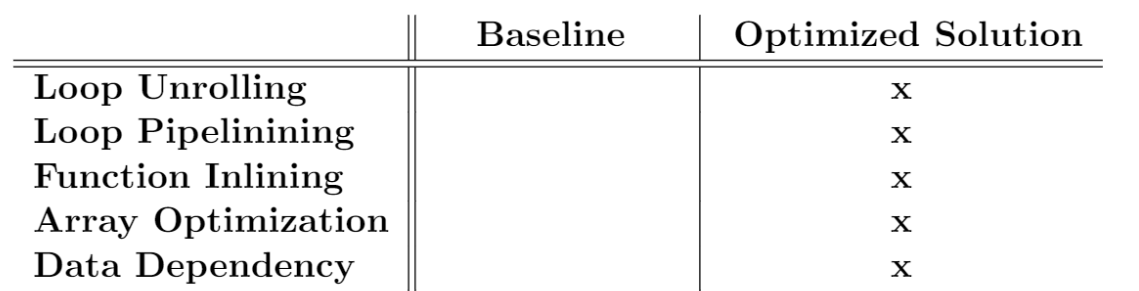 Baseline Optimized Solution
Loop Unrolling x
Loop Pipelinining x
Function Inlining x
Array Optimization x
Data Dependency x